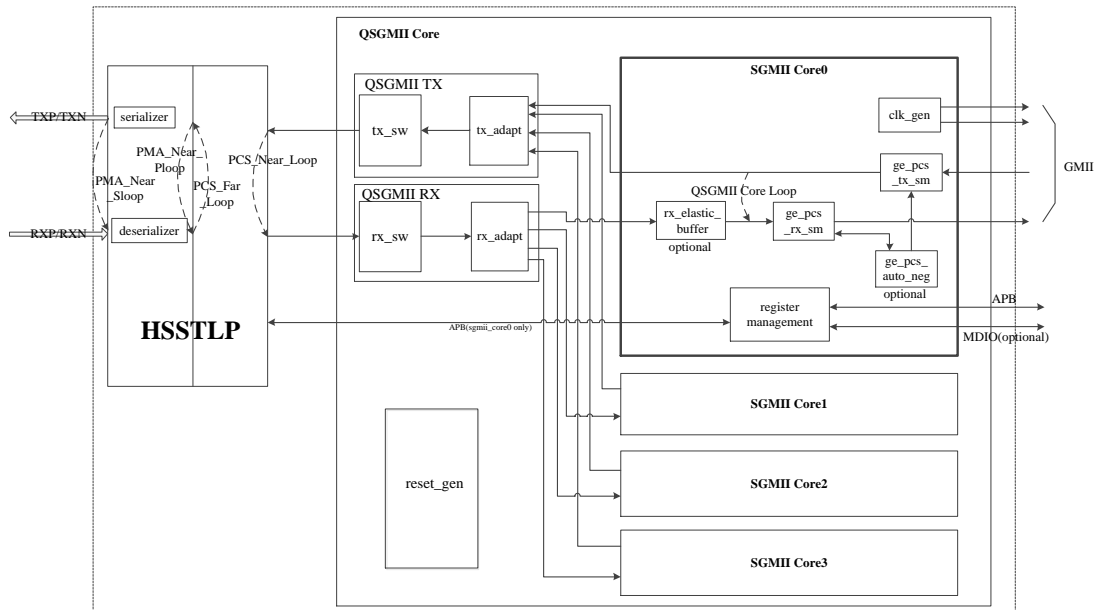 QSGMII Core
SGMII Core0
QSGMII TX
tx_sw
tx_adapt
clk_gen
GMII
ge_pcs
_tx_sm
TXP/TXN
serializer
PMA_Near_
Ploop
PCS_Near_Loop
PMA_Near
_Sloop
PCS_Far
_Loop
QSGMII Core Loop
QSGMII RX
rx_sw
rx_adapt
rx_elastic_
buffer
optional
ge_pcs
_rx_sm
RXP/RXN
deserializer
ge_pcs_
auto_neg
optional
HSSTLP
APB(sgmii_core0 only)
register
management
APB
MDIO(optional)
SGMII Core1
reset_gen
SGMII Core2
SGMII Core3